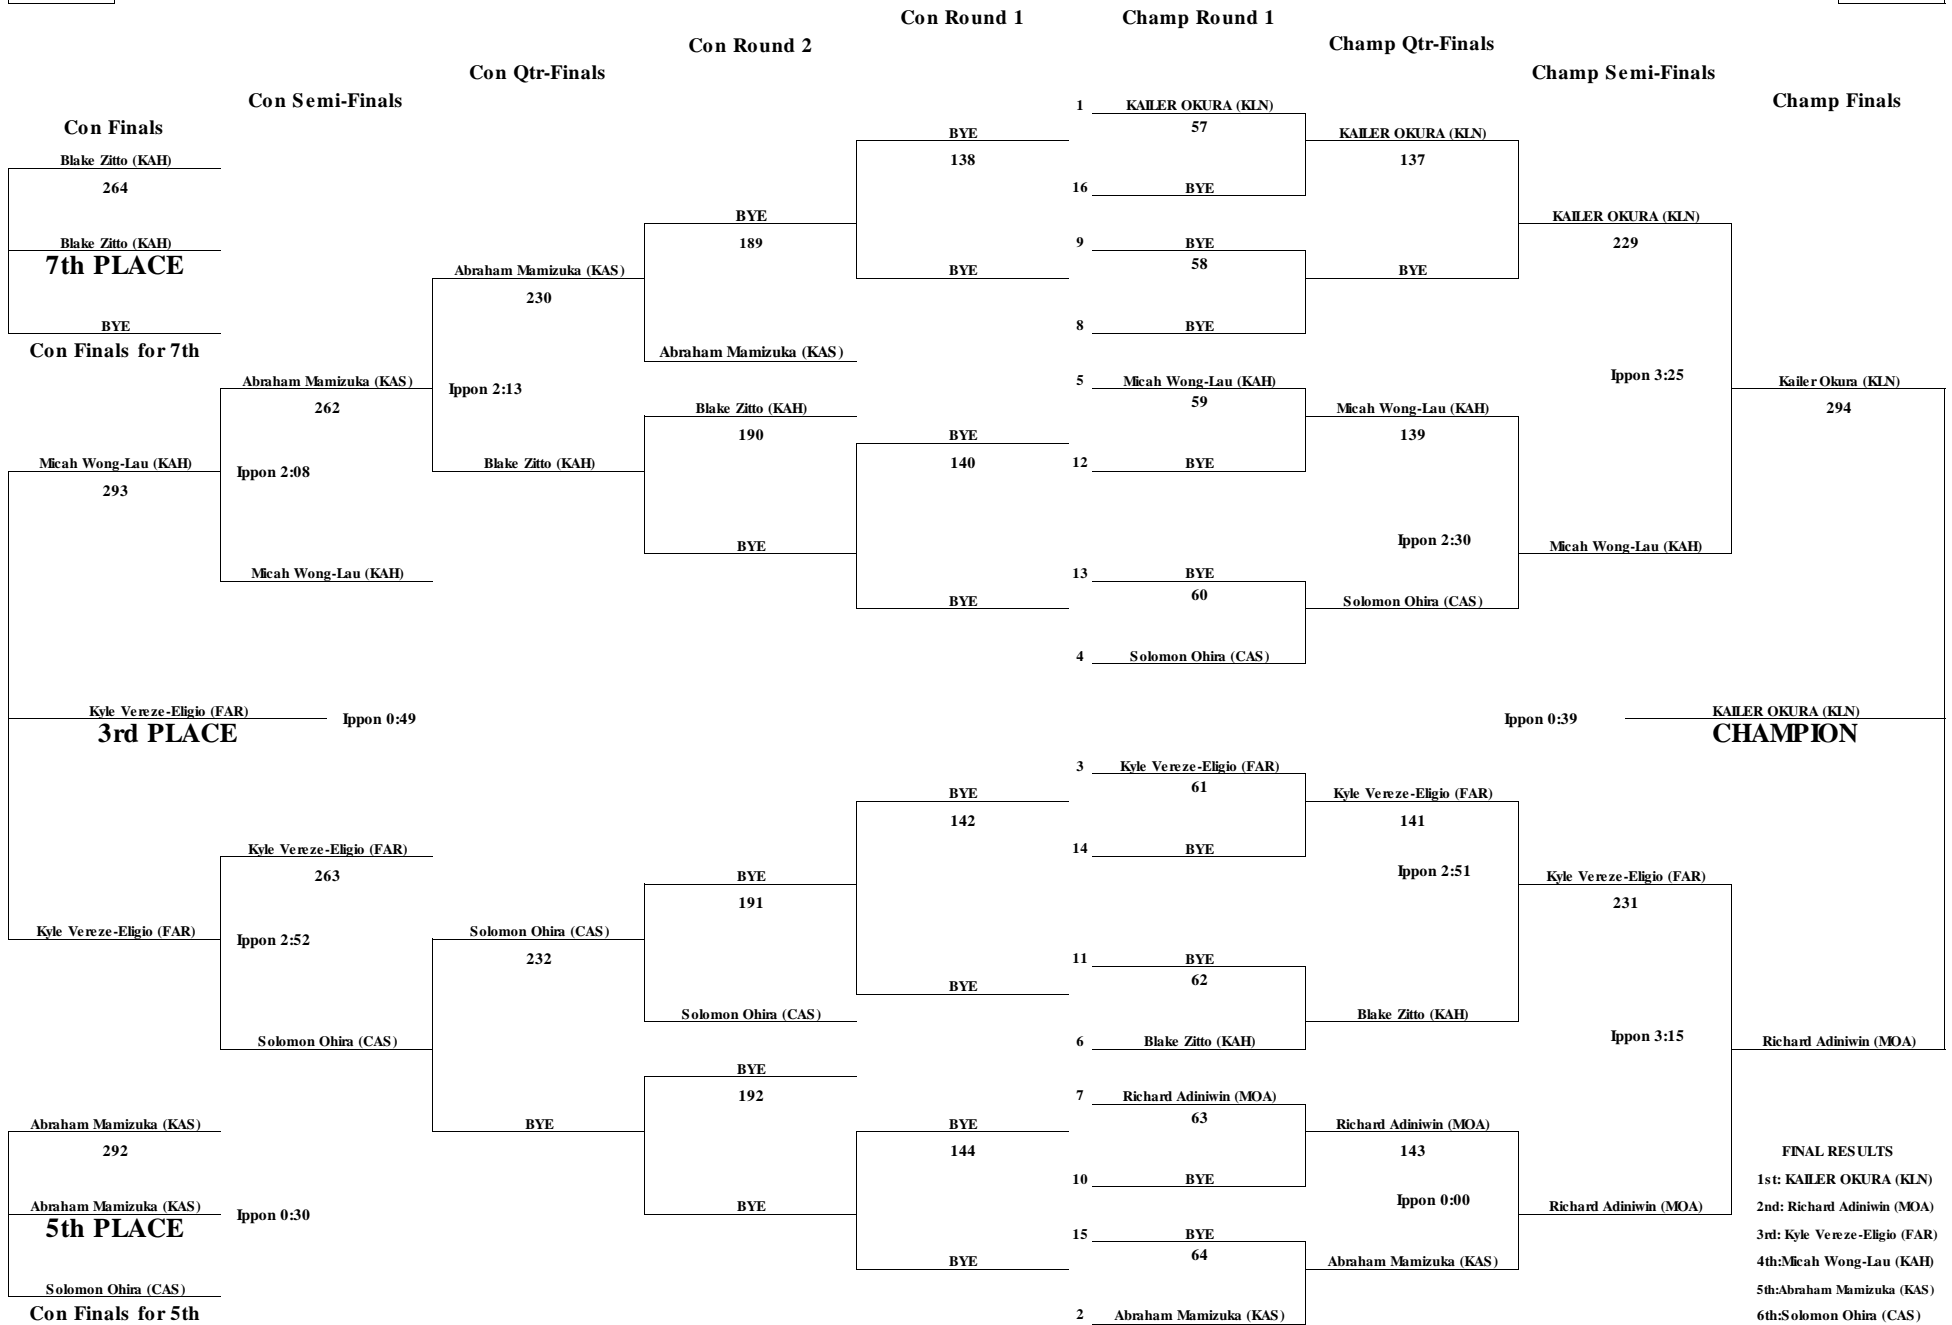 Con Round 1
Champ Round 1
Con Round 2
Champ Qtr-Finals
Con Qtr-Finals
Champ Semi-Finals
Con Semi-Finals
Champ Finals
Con Finals
Blake Zitto (KAH)
264
Blake Zitto (KAH)
7th PLACE
BYE
Con Finals for 7th
Micah Wong-Lau (KAH)
293
Kyle Vereze-Eligio (FAR)
3rd PLACE
Ippon 0:49
Kyle Vereze-Eligio (FAR)
Abraham Mamizuka (KAS)
292
Abraham Mamizuka (KAS)
5th PLACE
Ippon 0:30
Solomon Ohira (CAS)
Con Finals for 5th
Abraham Mamizuka (KAS)
262
Ippon 2:08
Micah Wong-Lau (KAH)
Kyle Vereze-Eligio (FAR)
263
Ippon 2:52
Solomon Ohira (CAS)
Abraham Mamizuka (KAS)
230
Ippon 2:13
Blake Zitto (KAH)
Solomon Ohira (CAS)
232
BYE
BYE
189
Abraham Mamizuka (KAS)
Blake Zitto (KAH)
190
BYE
BYE
191
Solomon Ohira (CAS)
BYE
192
BYE
BYE
138
BYE
BYE
140
BYE
BYE
142
BYE
BYE
144
BYE
1 KAILER OKURA (KLN)
57
16 BYE
9 BYE
58
8 BYE
5 Micah Wong-Lau (KAH)
59
12 BYE
13 BYE
60
4 Solomon Ohira (CAS)
3 Kyle Vereze-Eligio (FAR)
61
14 BYE
11 BYE
62
6 Blake Zitto (KAH)
7 Richard Adiniwin (MOA)
63
10 BYE
15 BYE
64
2 Abraham Mamizuka (KAS)
KAILER OKURA (KLN)
137
BYE
Micah Wong-Lau (KAH)
139
Ippon 2:30
Solomon Ohira (CAS)
Kyle Vereze-Eligio (FAR)
141
Ippon 2:51
Blake Zitto (KAH)
Richard Adiniwin (MOA)
143
Ippon 0:00
Abraham Mamizuka (KAS)
KAILER OKURA (KLN)
229
Ippon 3:25
Micah Wong-Lau (KAH)
Kyle Vereze-Eligio (FAR)
231
Ippon 3:15
Richard Adiniwin (MOA)
Kailer Okura (KLN)
294
Ippon 0:39
KAILER OKURA (KLN)
CHAMPION
Richard Adiniwin (MOA)
FINAL RESULTS
1st: KAILER OKURA (KLN)
2nd: Richard Adiniwin (MOA)
3rd: Kyle Vereze-Eligio (FAR)
4th:Micah Wong-Lau (KAH)
5th:Abraham Mamizuka (KAS)
6th:Solomon Ohira (CAS)